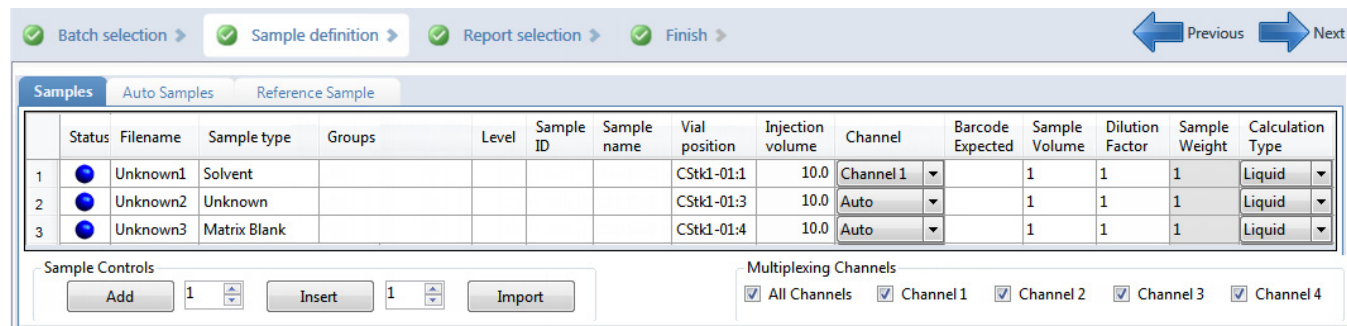 Batch selection Sample definition Report selection Finish Previous Next
Samples Auto Samples Reference Sample
Status Filename Sample type Groups Level Sample ID Sample name Vial position Injection volume Channel Barcode Expected Sample Volume Dilution Factor Sample Weight Calculation Type
1 Unknown1 Solvent CStk1-01:1 10.0 Channel 1 1 1 1 Liquid
2 Unknown2 Unknown CStk1-01:3 10.0 Auto 1 1 1 Liquid
3 Unknown3 Matrix Blank CStk1-01:4 10.0 Auto 1 1 1 Liquid
Sample Controls Multiplexing Channels
Add 1 Insert 1 Import All Channels Channel 1 Channel 2 Channel 3 Channel 4